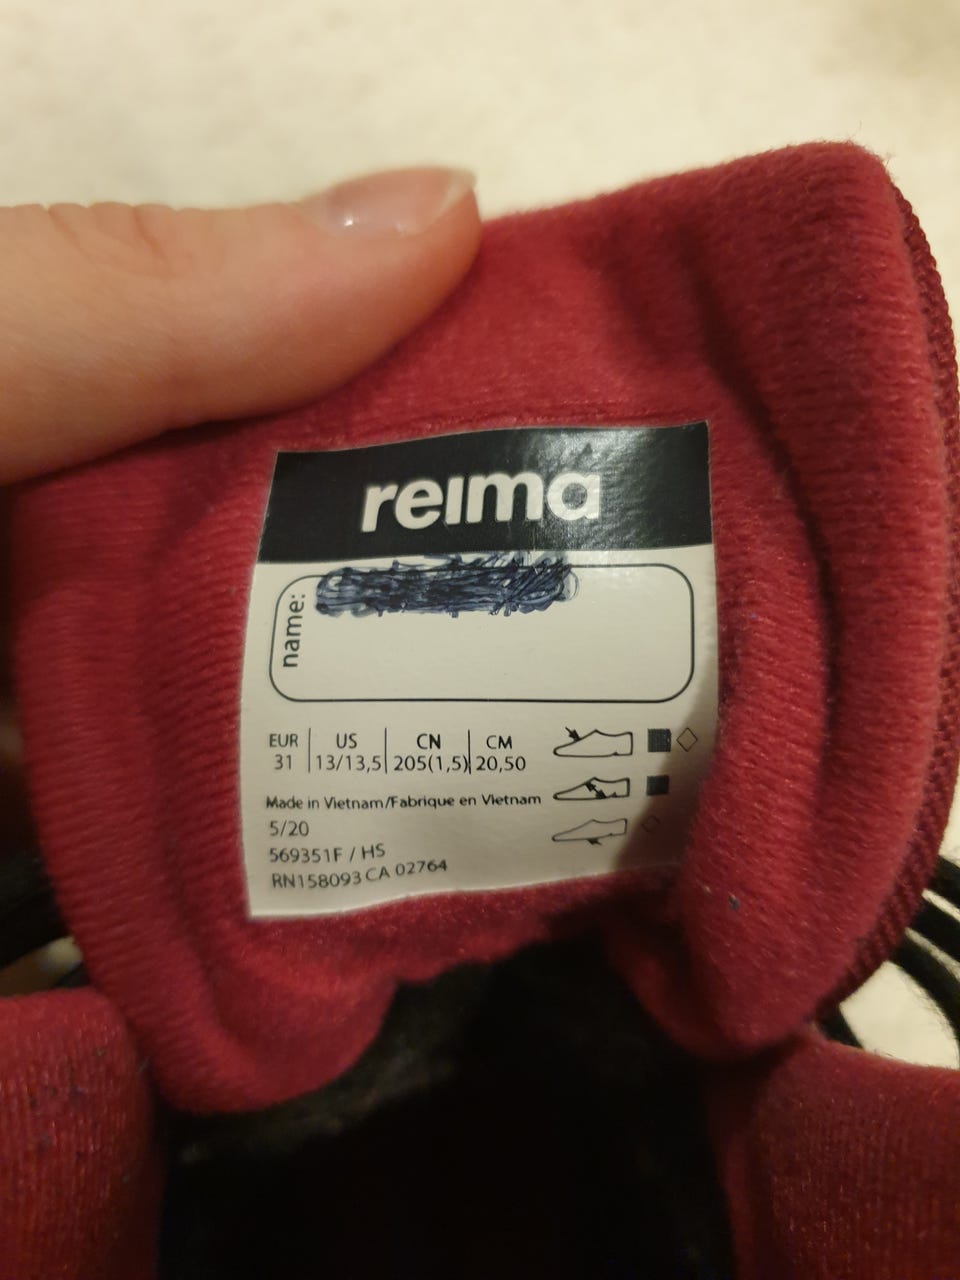 reima
name:
EUR US CN CM
31 13/13,5 205(1,5) 20,50
Made in Vietnam/Fabrique en Vietnam
5/20
569351F / HS
RN158093 CA 02764